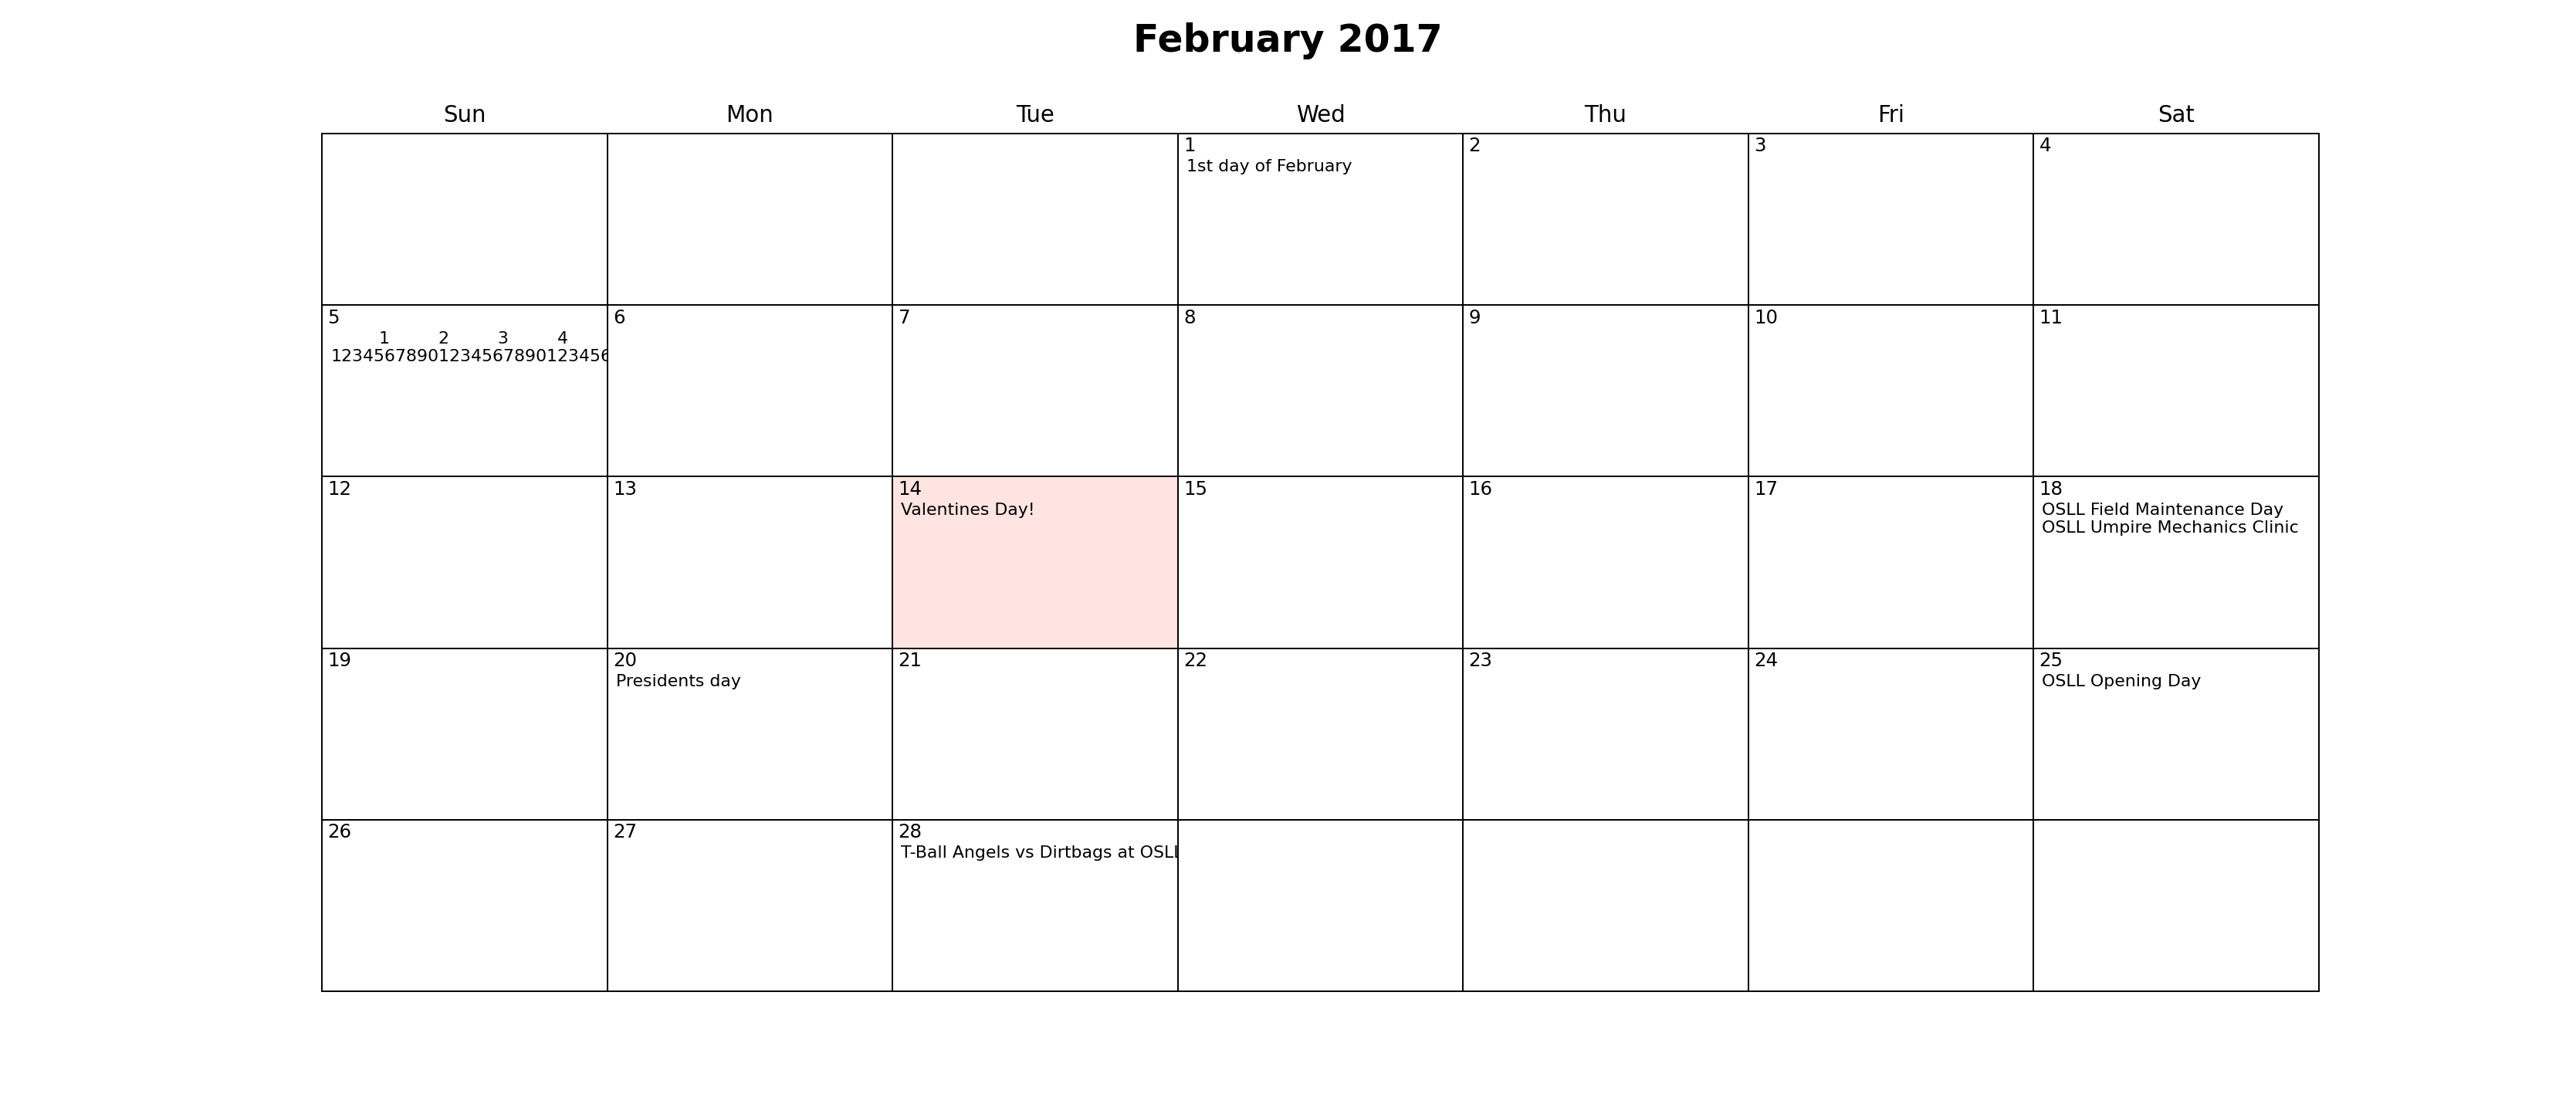 February 2017
Sun Mon Tue Wed Thu Fri Sat
1 2 3 4
1st day of February
5 6 7 8 9 10 11
1 2 3 4
12345678901234567890123456
12 13 14 15 16 17 18
Valentines Day! OSLL Field Maintenance Day
OSLL Umpire Mechanics Clinic
19 20 21 22 23 24 25
Presidents day OSLL Opening Day
26 27 28
T-Ball Angels vs Dirtbags at OSLL